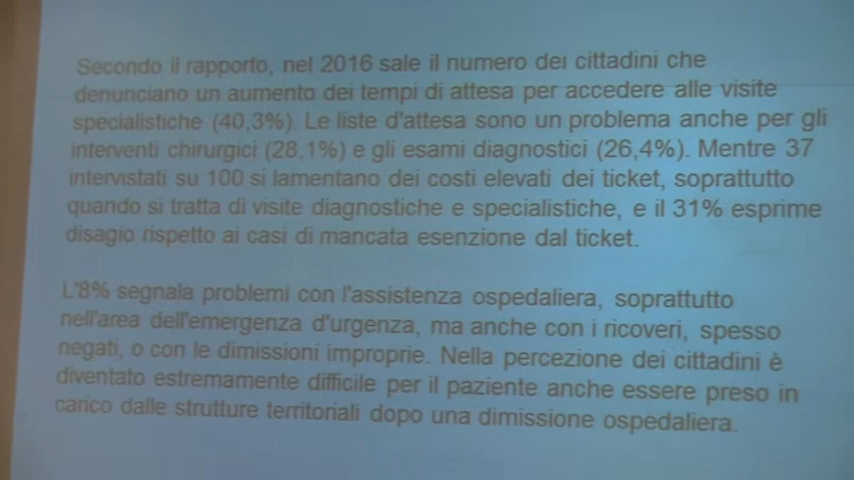 Secondo il rapporto, nel 2016 sale il numero dei cittadini che
denunciano un aumento dei tempi di attesa per accedere alle visite
specialistiche (40,3%). Le liste d'attesa sono un problema anche per gli
interventi chirurgici (28,1%) e gli esami diagnostici (26,4%). Mentre 37
intervistati su 100 si lamentano dei costi elevati dei ticket, soprattutto
quando si tratta di visite diagnostiche e specialistiche, e il 31% esprime
disagio rispetto ai casi di mancata esenzione dal ticket.
L'8% segnala problemi con l'assistenza ospedaliera, soprattutto
nell'area dell'emergenza d'urgenza, ma anche con i ricoveri, spesso
negati, o con le dimissioni improprie. Nella percezione dei cittadini è
diventato estremamente difficile per il paziente anche essere preso in
carico dalle strutture territoriali dopo una dimissione ospedaliera.